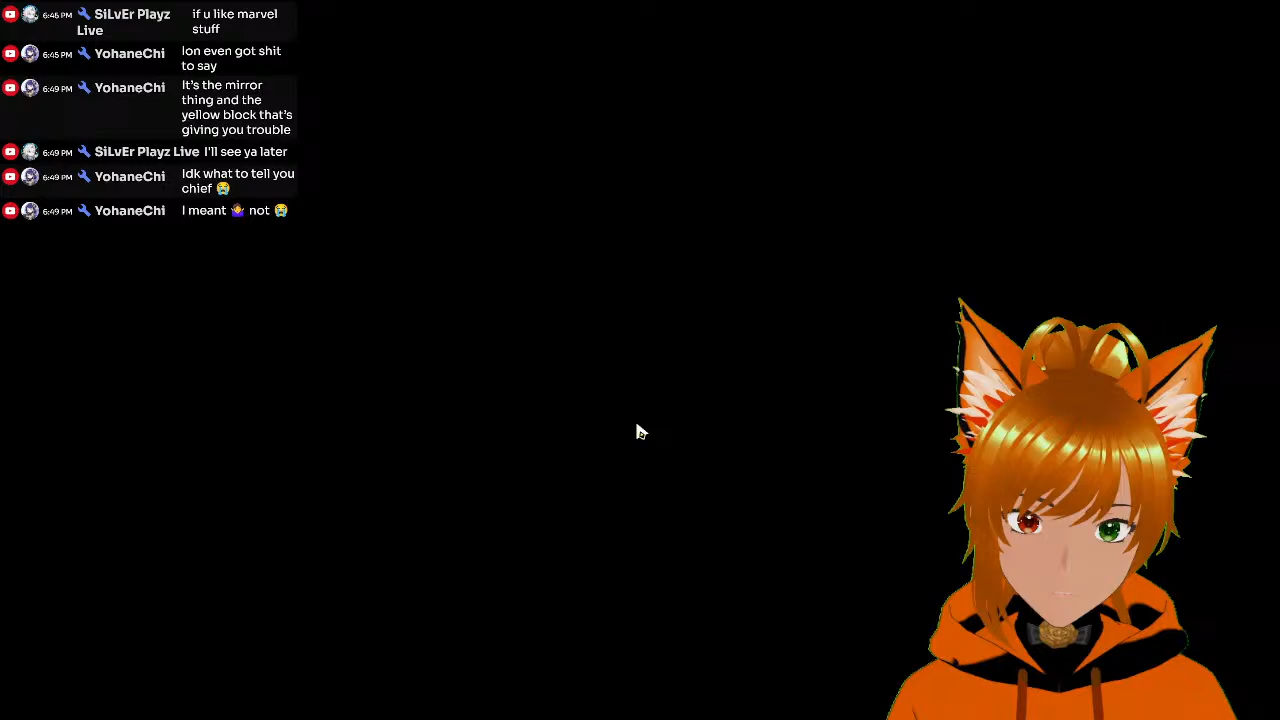 6:45 PM SiLvEr Playz Live if u like marvel stuff
6:45 PM YohaneChi Ion even got shit to say
6:49 PM YohaneChi It's the mirror thing and the yellow block that's giving you trouble
6:49 PM SiLvEr Playz Live I'll see ya later
6:49 PM YohaneChi Idk what to tell you chief 😭
6:49 PM YohaneChi I meant 🤷‍♀️ not 😭